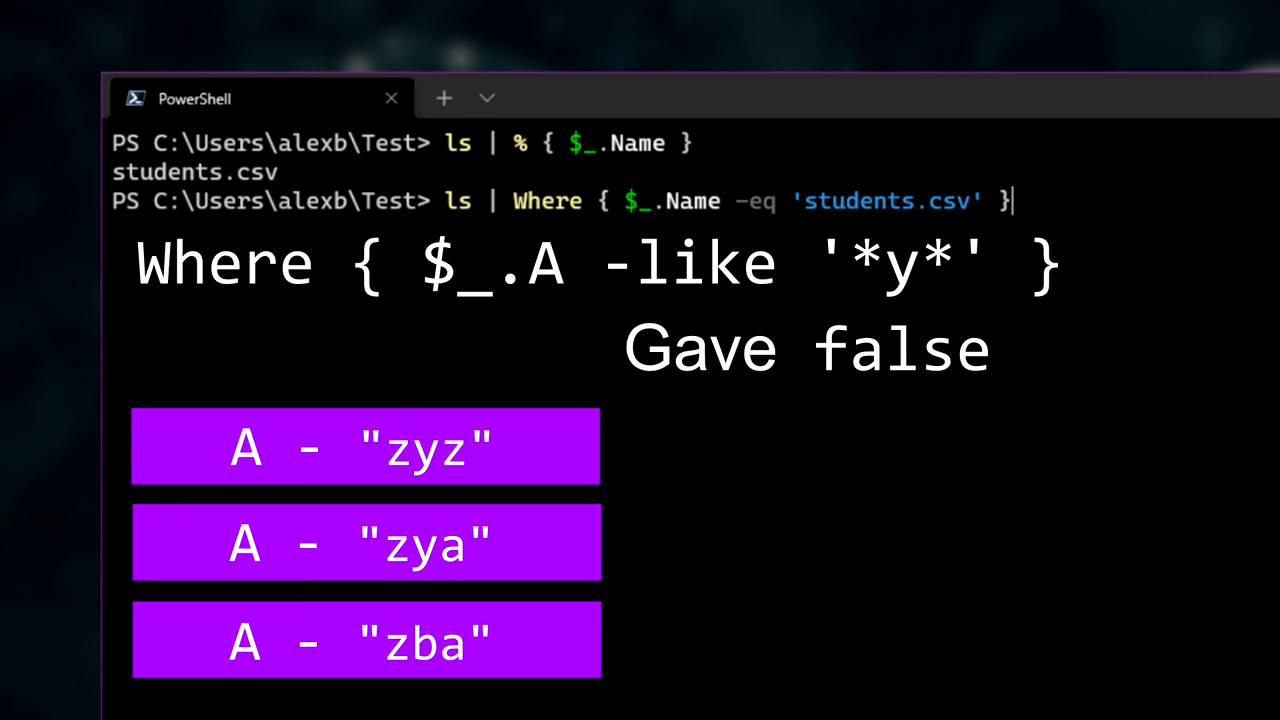 PowerShell
PS C:\Users\alexb\Test> ls | % { $_.Name }
students.csv
PS C:\Users\alexb\Test> ls | Where { $_.Name -eq 'students.csv' }
Where { $_.A -like '*y*' }
Gave false
A - "zyz"
A - "zya"
A - "zba"